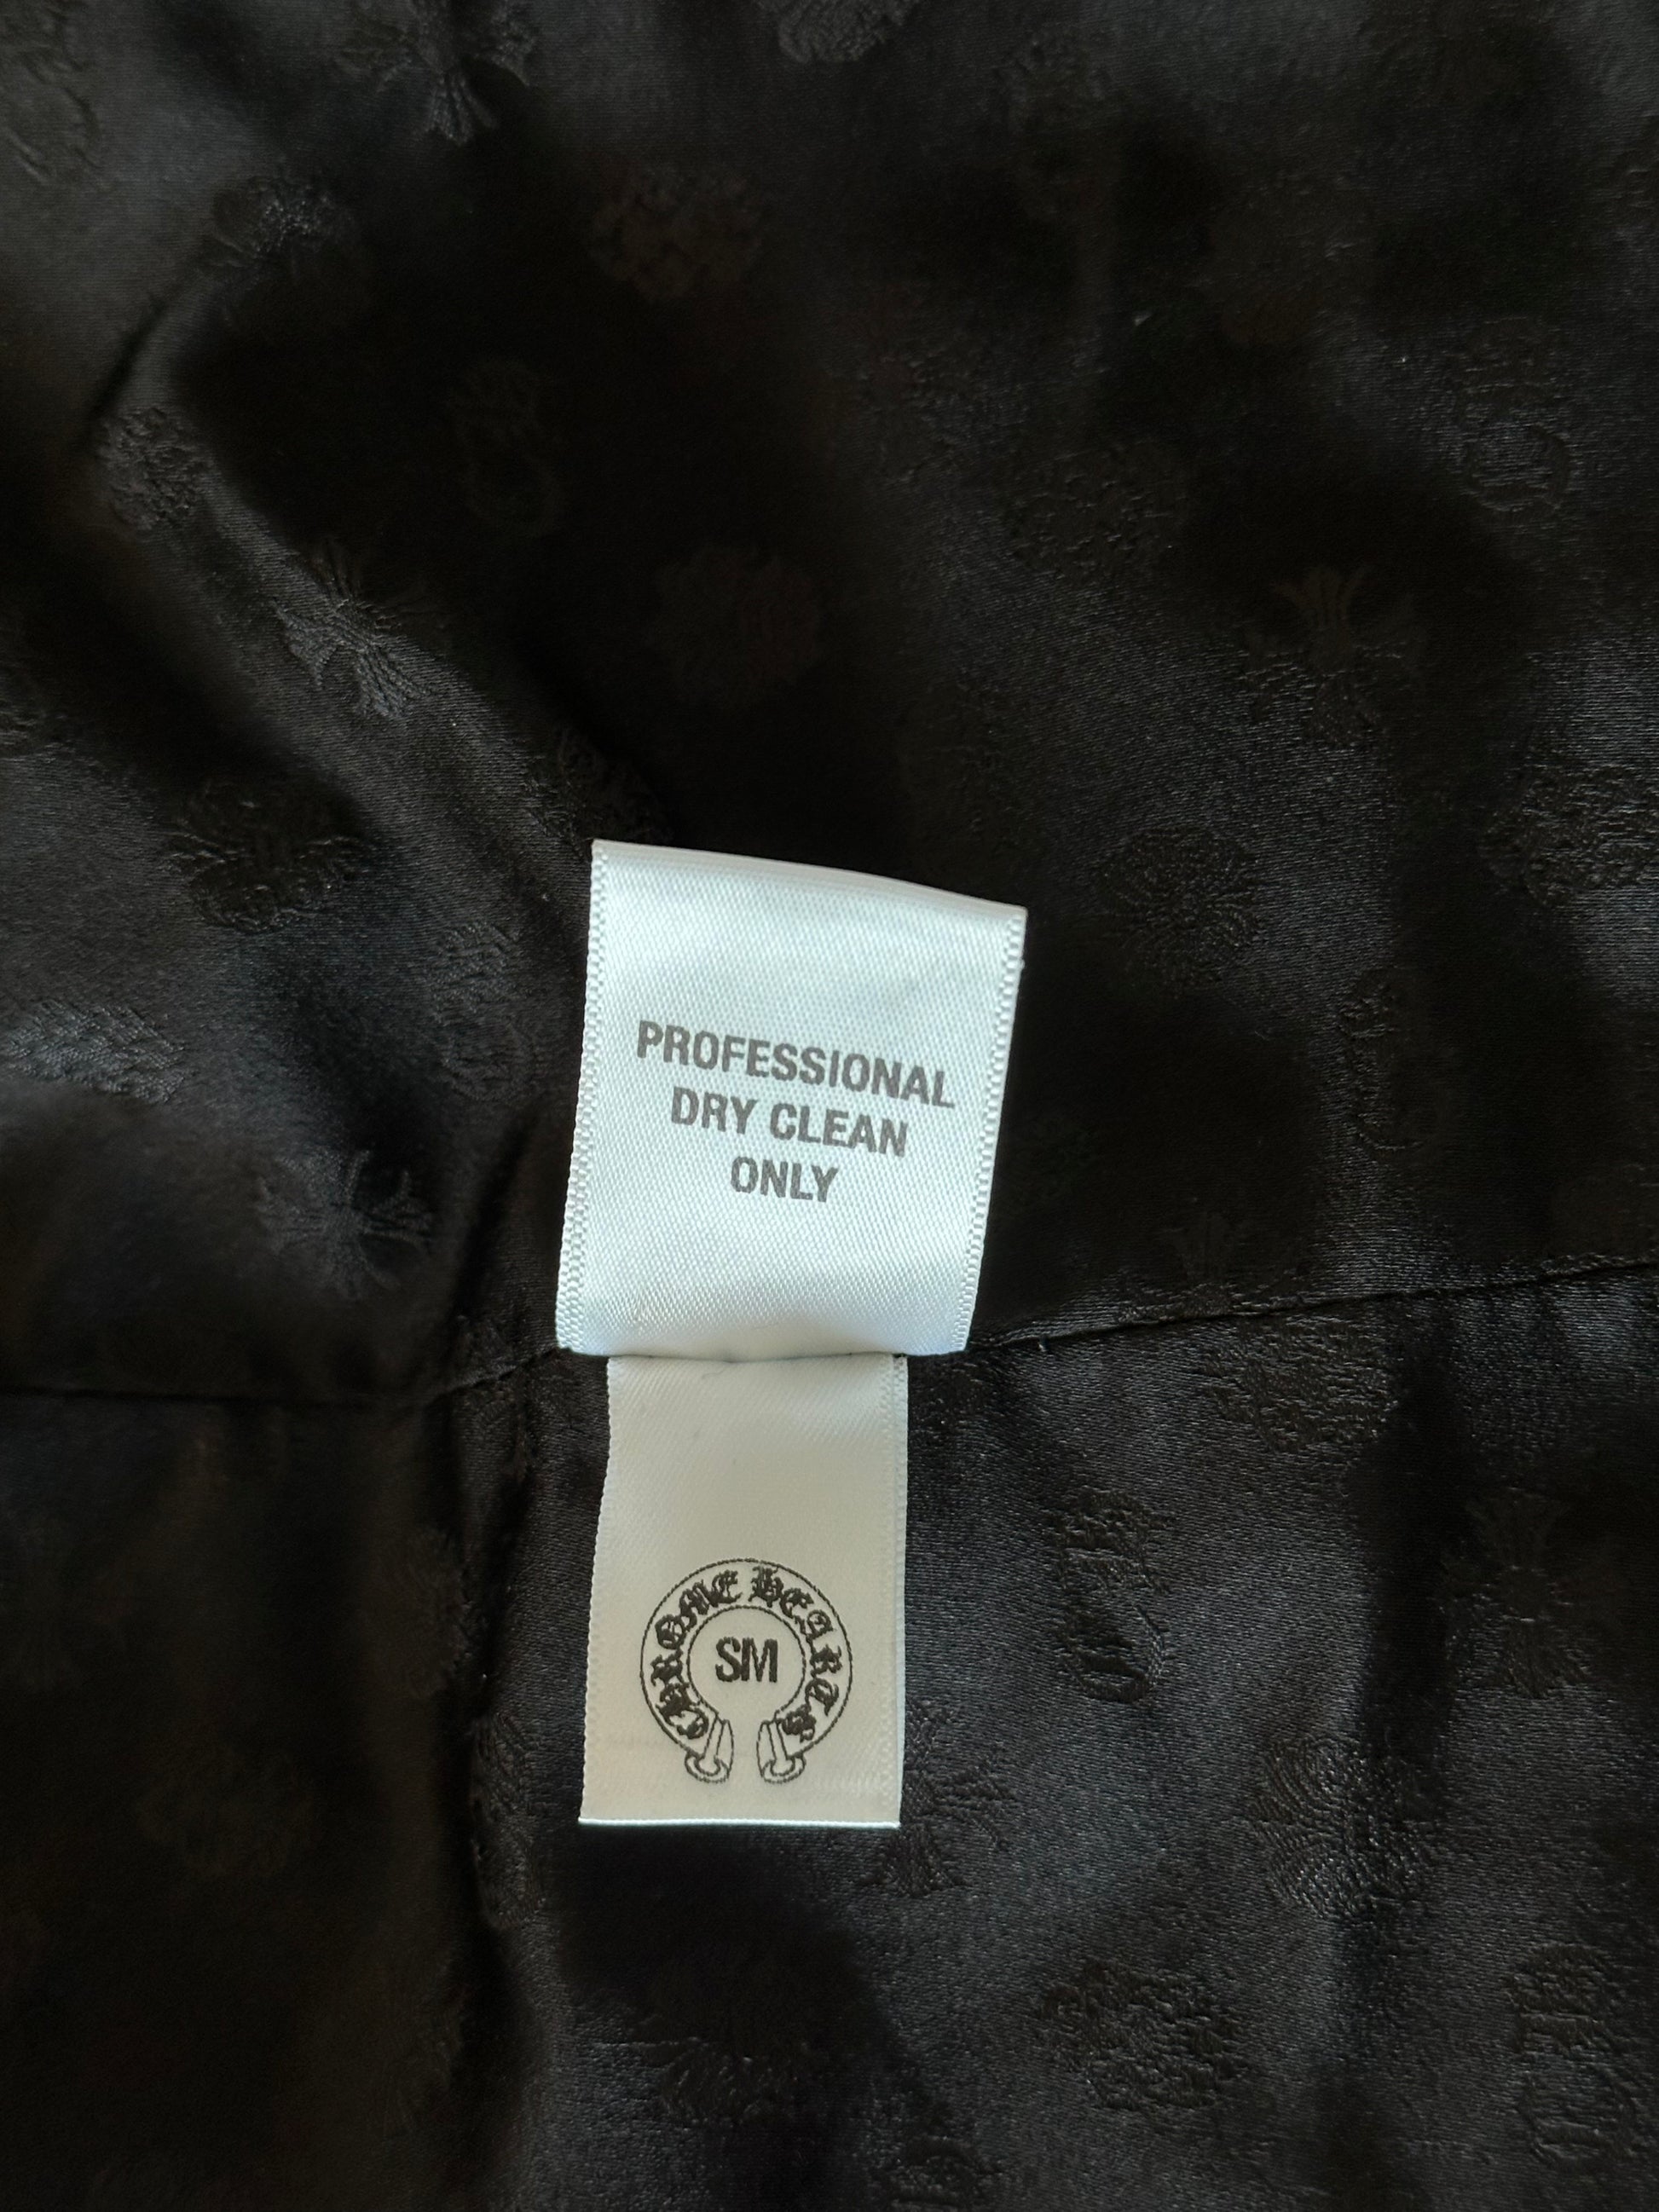 PROFESSIONAL
DRY CLEAN
ONLY
CHROME HEARTS
SM